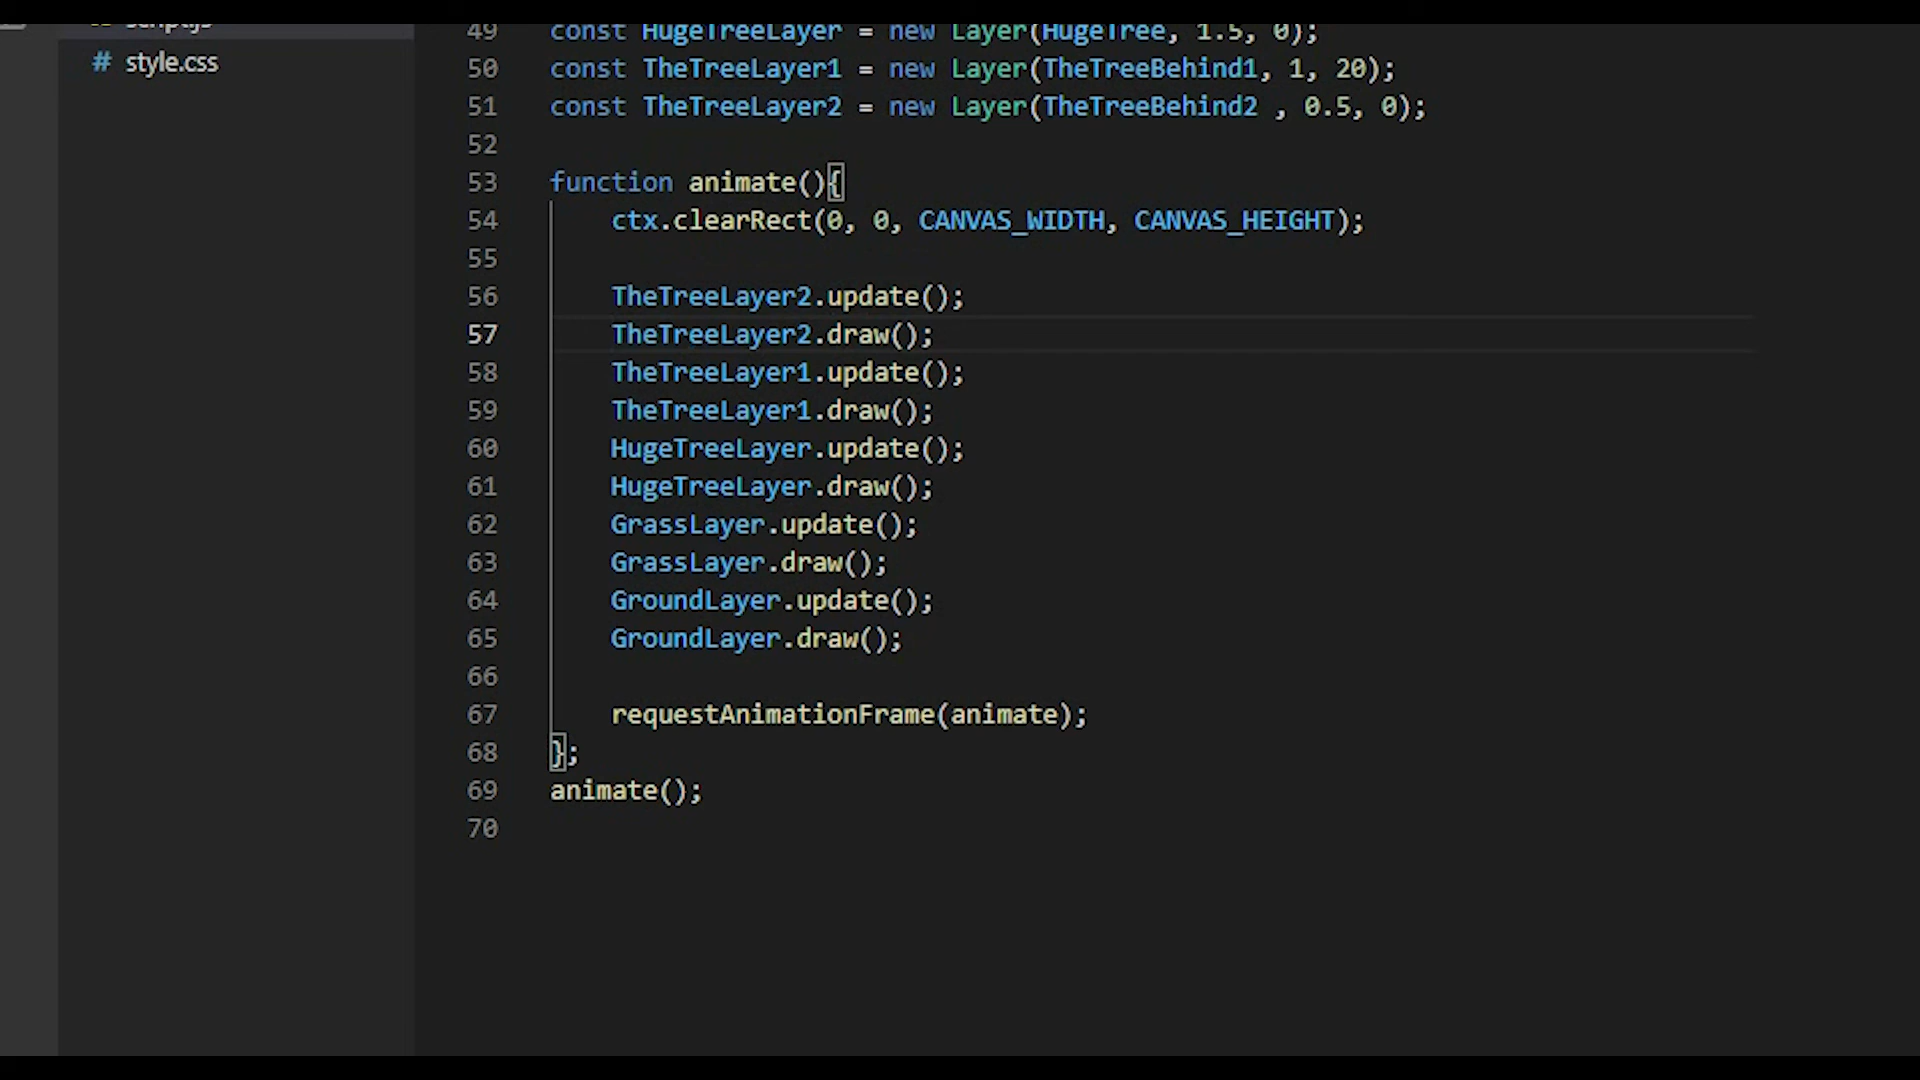 script.js
# style.css
49 const HugeTreeLayer = new Layer(HugeTree, 1.5, 0);
50 const TheTreeLayer1 = new Layer(TheTreeBehind1, 1, 20);
51 const TheTreeLayer2 = new Layer(TheTreeBehind2 , 0.5, 0);
52
53 function animate(){
54 ctx.clearRect(0, 0, CANVAS_WIDTH, CANVAS_HEIGHT);
55
56 TheTreeLayer2.update();
57 TheTreeLayer2.draw();
58 TheTreeLayer1.update();
59 TheTreeLayer1.draw();
60 HugeTreeLayer.update();
61 HugeTreeLayer.draw();
62 GrassLayer.update();
63 GrassLayer.draw();
64 GroundLayer.update();
65 GroundLayer.draw();
66
67 requestAnimationFrame(animate);
68 };
69 animate();
70